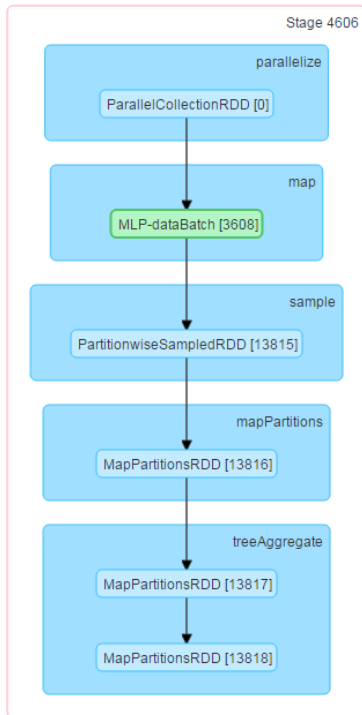 Stage 4606
parallelize
ParallelCollectionRDD [0]
map
MLP-dataBatch [3608]
sample
PartitionwiseSampledRDD [13815]
mapPartitions
MapPartitionsRDD [13816]
treeAggregate
MapPartitionsRDD [13817]
MapPartitionsRDD [13818]